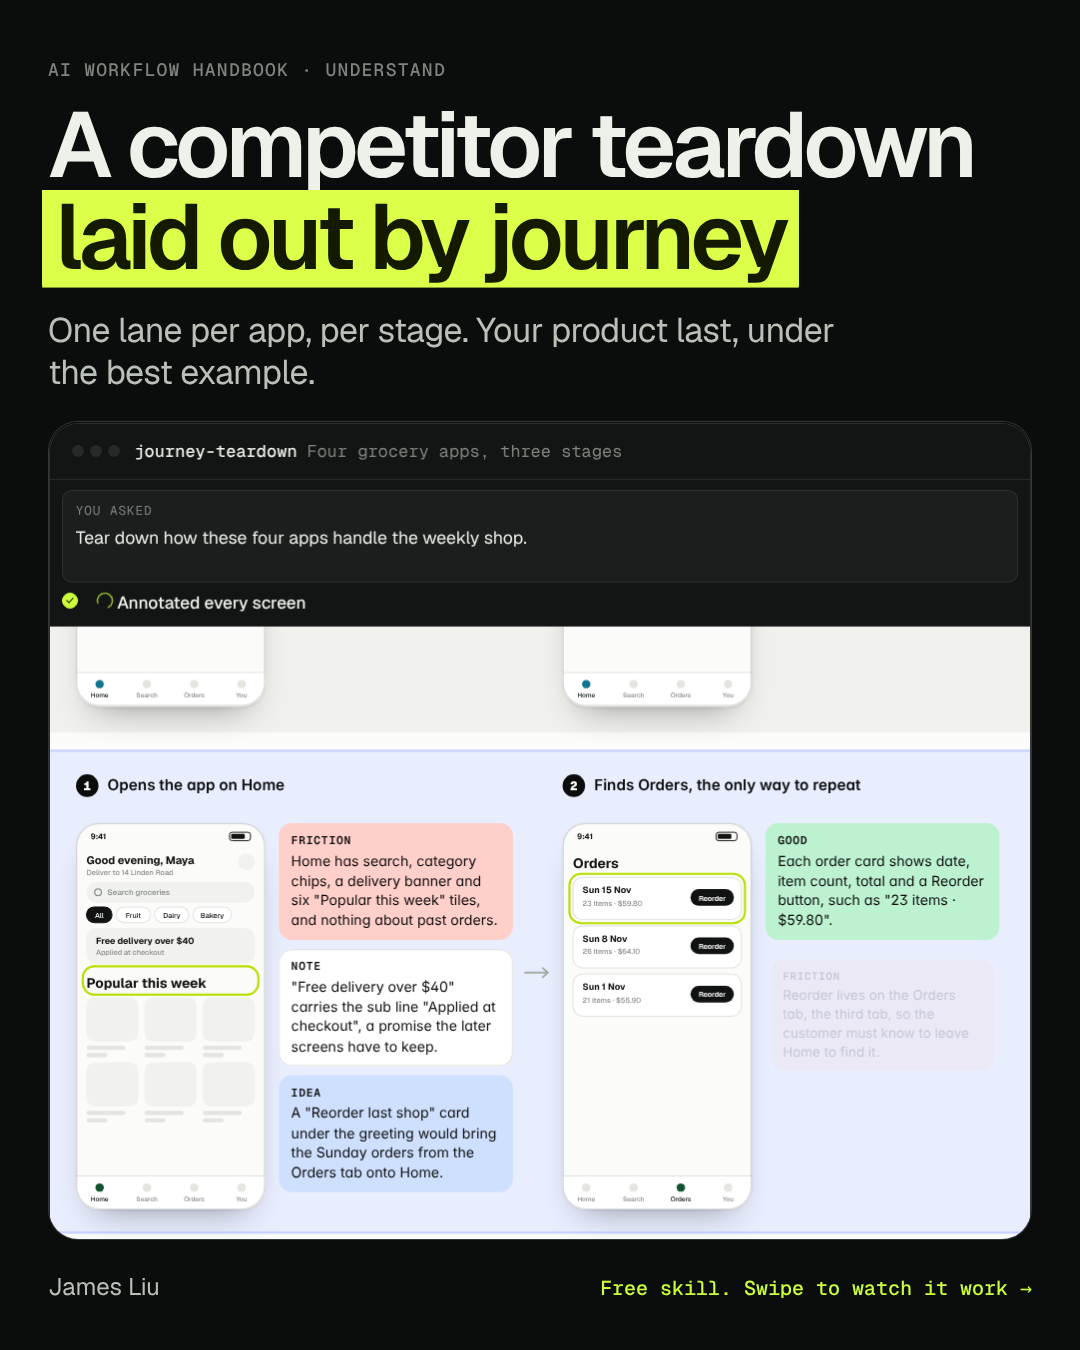 AI WORKFLOW HANDBOOK · UNDERSTAND
A competitor teardown
laid out by journey
One lane per app, per stage. Your product last, under
the best example.
journey-teardown Four grocery apps, three stages
YOU ASKED
Tear down how these four apps handle the weekly shop.
Annotated every screen
Home Search Orders You
Home Search Orders You
1 Opens the app on Home
9:41
Good evening, Maya
Deliver to 14 Linden Road
Search groceries
All Fruit Dairy Bakery
Free delivery over $40
Applied at checkout
Popular this week
Home Search Orders You
FRICTION
Home has search, category
chips, a delivery banner and
six "Popular this week" tiles,
and nothing about past orders.
NOTE
"Free delivery over $40"
carries the sub line "Applied at
checkout", a promise the later
screens have to keep.
IDEA
A "Reorder last shop" card
under the greeting would bring
the Sunday orders from the
Orders tab onto Home.
→
2 Finds Orders, the only way to repeat
9:41
Orders
Sun 15 Nov
23 items · $59.80
Reorder
Sun 8 Nov
26 items · $64.10
Reorder
Sun 1 Nov
21 items · $55.90
Reorder
Home Search Orders You
GOOD
Each order card shows date,
item count, total and a Reorder
button, such as "23 items ·
$59.80".
FRICTION
Reorder lives on the Orders
tab, the third tab, so the
customer must know to leave
Home to find it.
James Liu
Free skill. Swipe to watch it work →